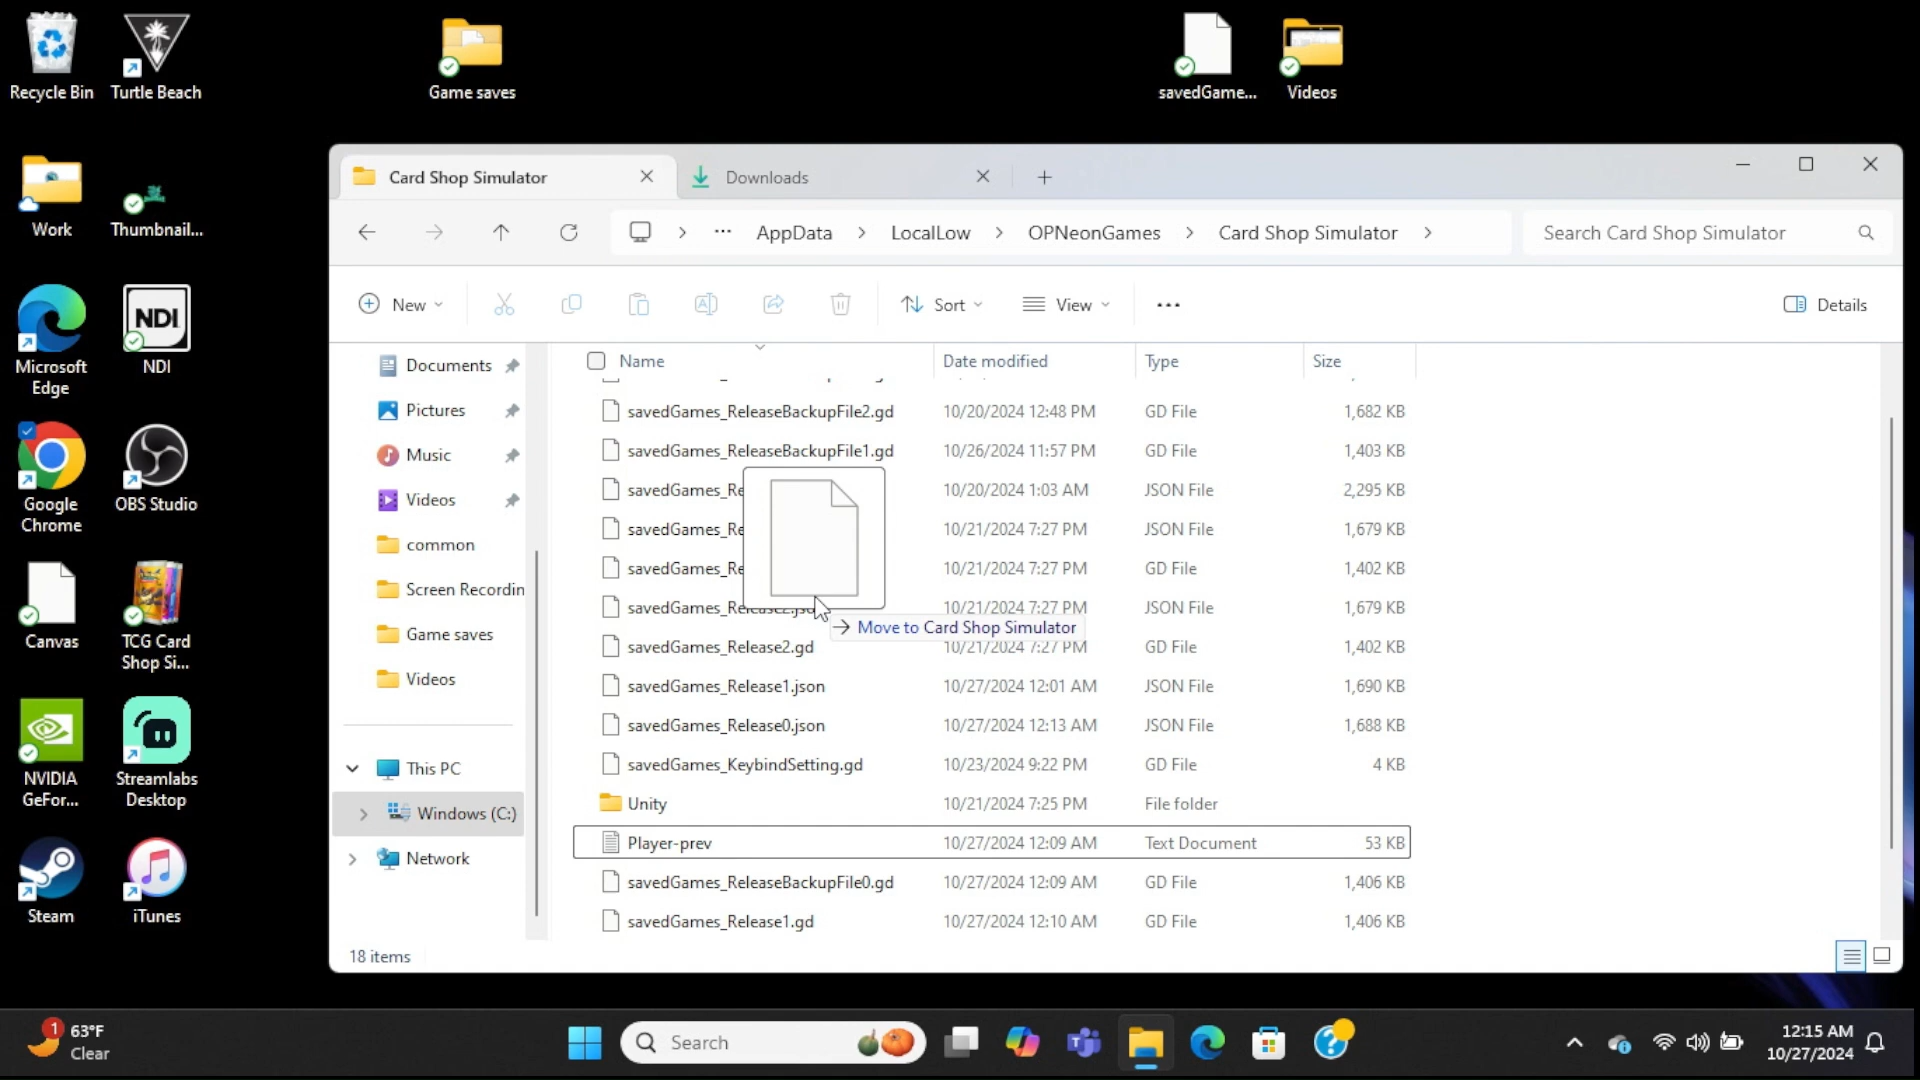 Recycle Bin
Turtle Beach
Game saves
savedGame...
Videos
Work
Thumbnail...
Microsoft
Edge
NDI
NDI
Google
Chrome
OBS Studio
Canvas
TCG Card
Shop Si...
NVIDIA
GeFor...
Streamlabs
Desktop
Steam
iTunes
Card Shop Simulator
Downloads
... AppData > LocalLow > OPNeonGames > Card Shop Simulator >
Search Card Shop Simulator
New
Sort
View
...
Details
Documents
Pictures
Music
Videos
common
Screen Recordin
Game saves
Videos
This PC
Windows (C:)
Network
Name Date modified Type Size
savedGames_ReleaseBackupFile2.gd 10/20/2024 12:48 PM GD File 1,682 KB
savedGames_ReleaseBackupFile1.gd 10/26/2024 11:57 PM GD File 1,403 KB
savedGames_Re 10/20/2024 1:03 AM JSON File 2,295 KB
savedGames_Re 10/21/2024 7:27 PM JSON File 1,679 KB
savedGames_Re 10/21/2024 7:27 PM GD File 1,402 KB
savedGames_Release2.jso 10/21/2024 7:27 PM JSON File 1,679 KB
Move to Card Shop Simulator
savedGames_Release2.gd 10/21/2024 7:27 PM GD File 1,402 KB
savedGames_Release1.json 10/27/2024 12:01 AM JSON File 1,690 KB
savedGames_Release0.json 10/27/2024 12:13 AM JSON File 1,688 KB
savedGames_KeybindSetting.gd 10/23/2024 9:22 PM GD File 4 KB
Unity 10/21/2024 7:25 PM File folder
Player-prev 10/27/2024 12:09 AM Text Document 53 KB
savedGames_ReleaseBackupFile0.gd 10/27/2024 12:09 AM GD File 1,406 KB
savedGames_Release1.gd 10/27/2024 12:10 AM GD File 1,406 KB
18 items
1
63°F
Clear
Search
12:15 AM
10/27/2024